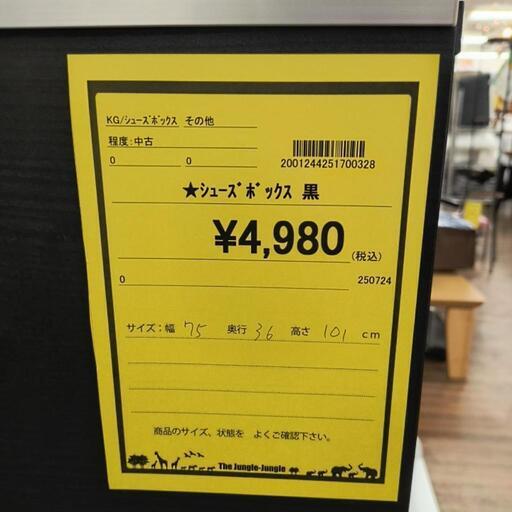 KG/シューズボックス その他
程度:中古
0 0
2001244251700328
★シューズボックス 黒
¥4,980(税込)
0 250724
サイズ:幅 75 奥行 36 高さ 101 cm
商品のサイズ、状態を よくご確認下さい。
The Jungle-Jungle